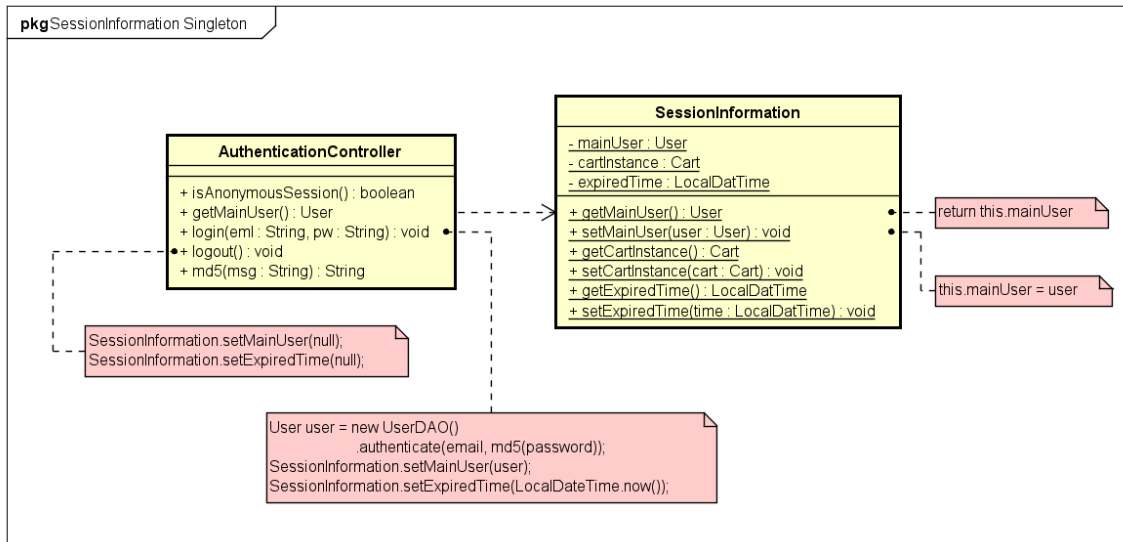 pkg SessionInformation Singleton
AuthenticationController
+ isAnonymousSession() : boolean
+ getMainUser() : User
+ login(eml : String, pw : String) : void
+ logout() : void
+ md5(msg : String) : String
SessionInformation
- mainUser : User
- cartInstance : Cart
- expiredTime : LocalDatTime
+ getMainUser() : User
+ setMainUser(user : User) : void
+ getCartInstance() : Cart
+ setCartInstance(cart : Cart) : void
+ getExpiredTime() : LocalDatTime
+ setExpiredTime(time : LocalDatTime) : void
return this.mainUser
this.mainUser = user
SessionInformation.setMainUser(null);
SessionInformation.setExpiredTime(null);
User user = new UserDAO()
.authenticate(email, md5(password));
SessionInformation.setMainUser(user);
SessionInformation.setExpiredTime(LocalDateTime.now());